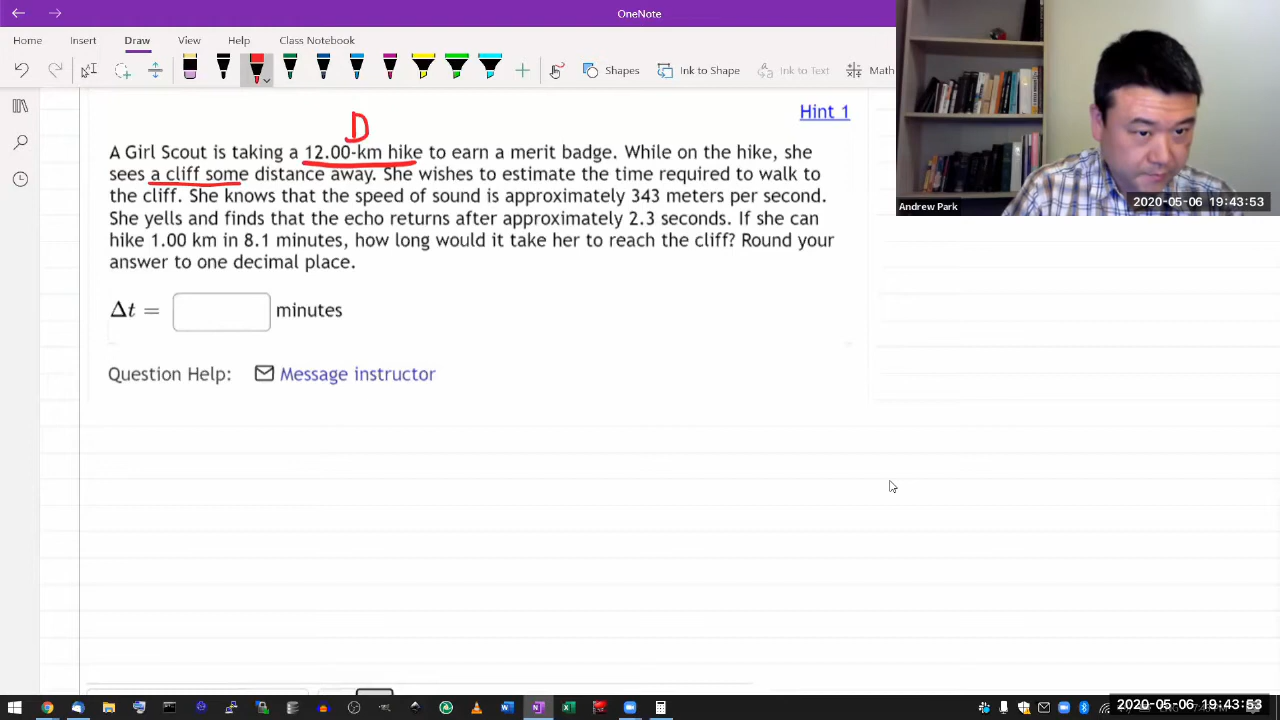 OneNote
Home Insert Draw View Help Class Notebook
Shapes Ink to Shape Ink to Text Math
Hint 1
D
A Girl Scout is taking a 12.00-km hike to earn a merit badge. While on the hike, she
sees a cliff some distance away. She wishes to estimate the time required to walk to
the cliff. She knows that the speed of sound is approximately 343 meters per second.
She yells and finds that the echo returns after approximately 2.3 seconds. If she can
hike 1.00 km in 8.1 minutes, how long would it take her to reach the cliff? Round your
answer to one decimal place.
Δt = minutes
Question Help: Message instructor
Andrew Park
2020-05-06 19:43:53
2020-05-06 19:43:53